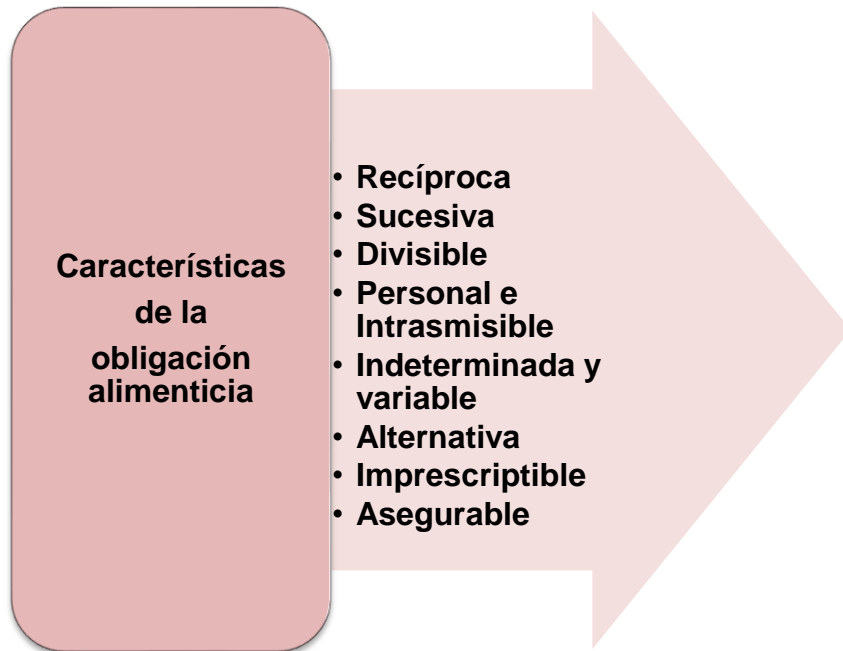 Características
de la
obligación
alimenticia
• Recíproca
• Sucesiva
• Divisible
• Personal e
Intrasmisible
• Indeterminada y
variable
• Alternativa
• Imprescriptible
• Asegurable